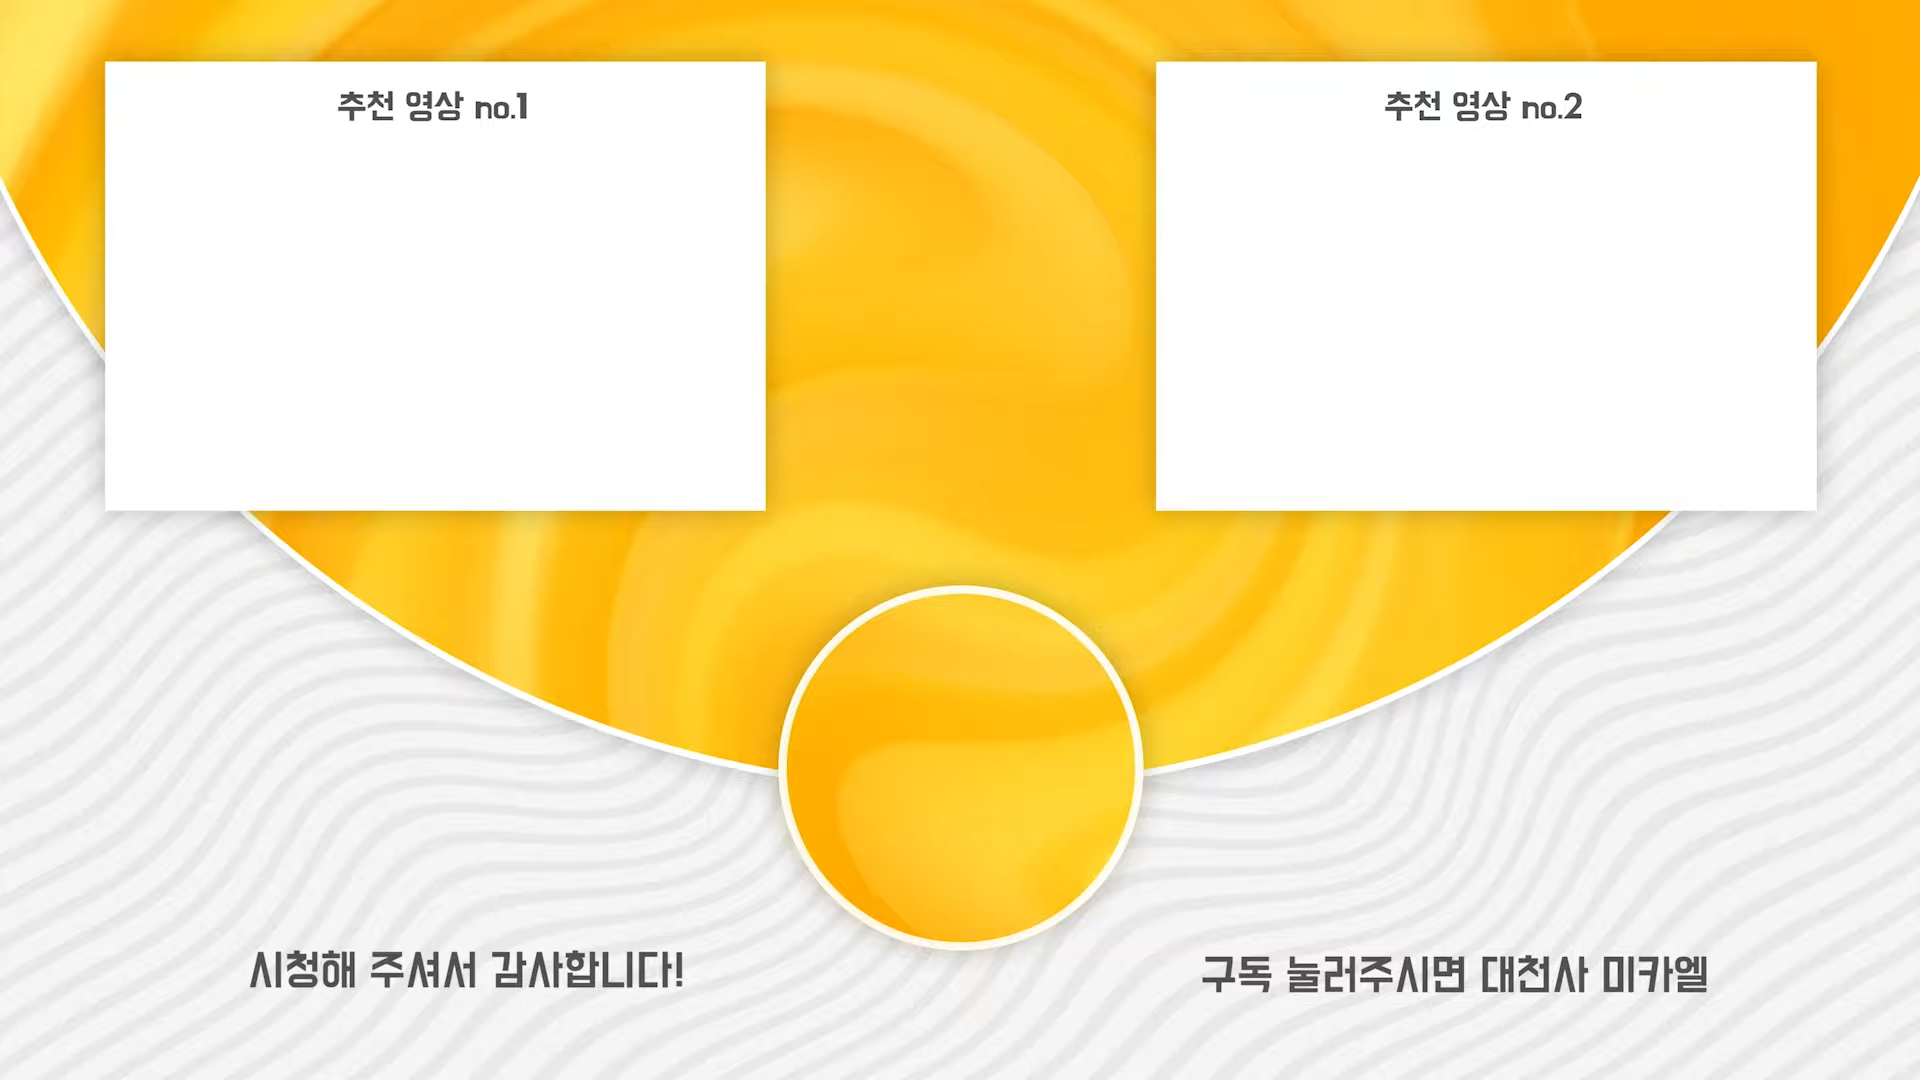 추천 영상 no.1
추천 영상 no.2
시청해 주셔서 감사합니다!
구독 눌러주시면 대천사 미카엘